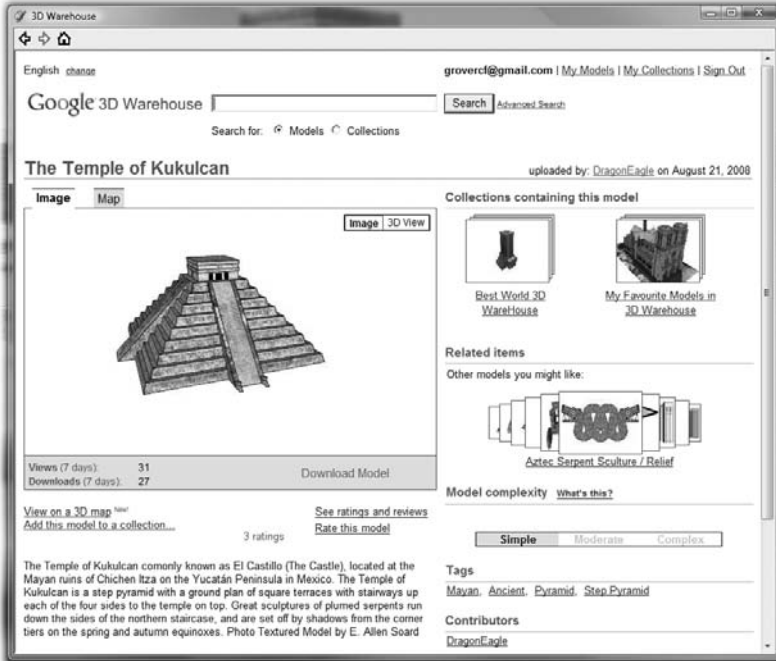 3D Warehouse
English change
grovercf@gmail.com | My Models | My Collections | Sign Out
Google 3D Warehouse
Search Advanced Search
Search for: Models Collections
The Temple of Kukulcan
uploaded by: DragonEagle on August 21, 2008
Image Map
Image 3D View
Views (7 days): 31
Downloads (7 days): 27
Download Model
View on a 3D map New!
Add this model to a collection...
3 ratings
See ratings and reviews
Rate this model
The Temple of Kukulcan comonly known as El Castillo (The Castle), located at the
Mayan ruins of Chichen Itza on the Yucatán Peninsula in Mexico. The Temple of
Kukulcan is a step pyramid with a ground plan of square terraces with stairways up
each of the four sides to the temple on top. Great sculptures of plumed serpents run
down the sides of the northern staircase, and are set off by shadows from the corner
tiers on the spring and autumn equinoxes. Photo Textured Model by E. Allen Soard
Collections containing this model
Best World 3D
WareHouse
My Favourite Models in
3D Warehouse
Related items
Other models you might like:
Aztec Serpent Sculture / Relief
Model complexity What's this?
Simple Moderate Complex
Tags
Mayan, Ancient, Pyramid, Step Pyramid
Contributors
DragonEagle